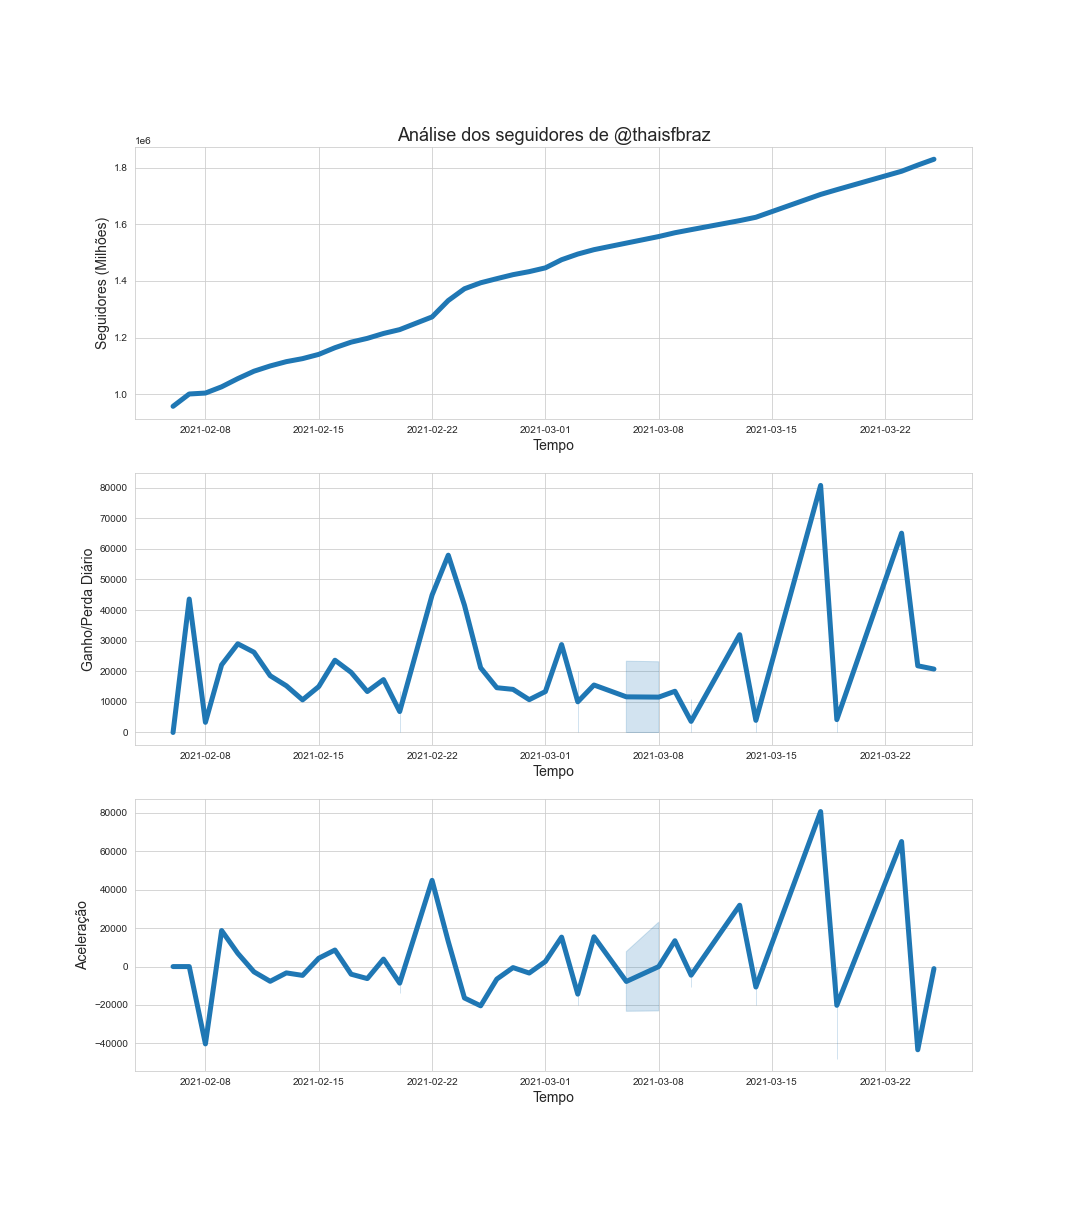 Análise dos seguidores de @thaisfbraz
1e6
Seguidores (Milhões)
1.8
1.6
1.4
1.2
1.0
2021-02-08 2021-02-15 2021-02-22 2021-03-01 2021-03-08 2021-03-15 2021-03-22
Tempo
Ganho/Perda Diário
80000
70000
60000
50000
40000
30000
20000
10000
0
2021-02-08 2021-02-15 2021-02-22 2021-03-01 2021-03-08 2021-03-15 2021-03-22
Tempo
Aceleração
80000
60000
40000
20000
0
−20000
−40000
2021-02-08 2021-02-15 2021-02-22 2021-03-01 2021-03-08 2021-03-15 2021-03-22
Tempo